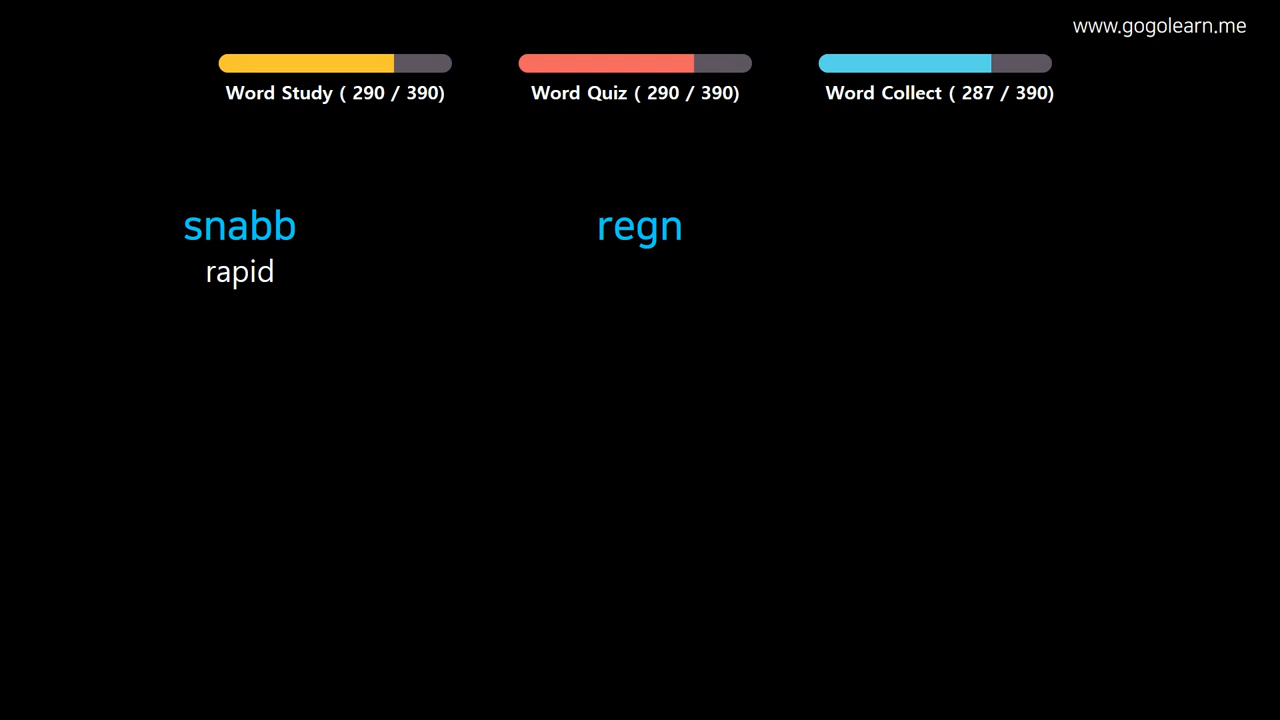 www.gogolearn.me
Word Study ( 290 / 390)
Word Quiz ( 290 / 390)
Word Collect ( 287 / 390)
snabb
rapid
regn